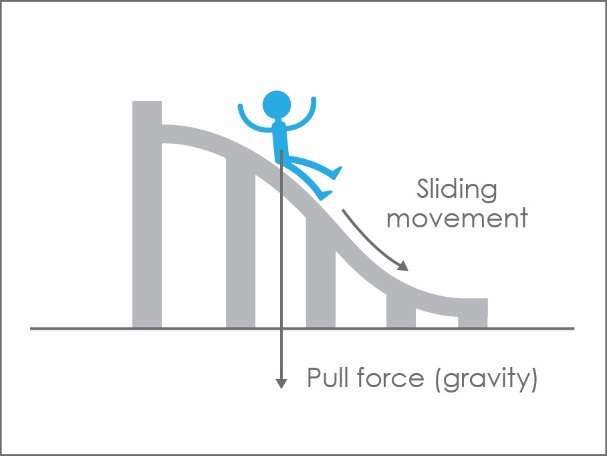 Sliding
movement
Pull force (gravity)